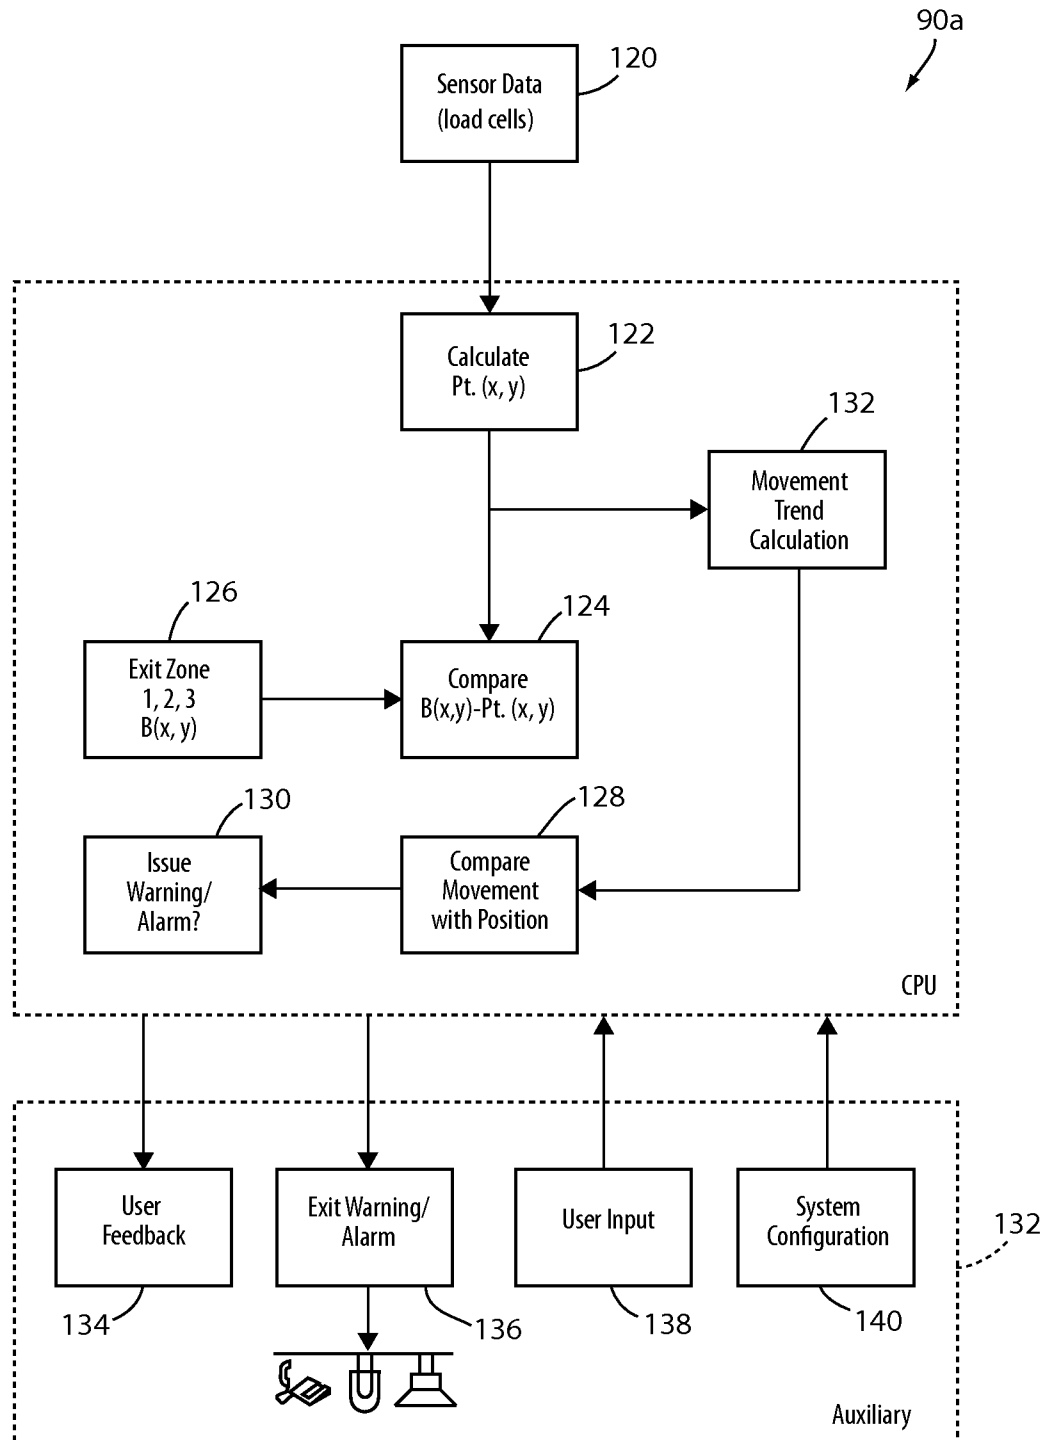 90a
120
Sensor Data
(load cells)
122
Calculate
Pt. (x, y)
132
Movement
Trend
Calculation
126
Exit Zone
1, 2, 3
B(x, y)
124
Compare
B(x,y)-Pt. (x, y)
130
Issue
Warning/
Alarm?
128
Compare
Movement
with Position
CPU
User
Feedback
134
Exit Warning/
Alarm
136
User Input
138
System
Configuration
140
132
Auxiliary